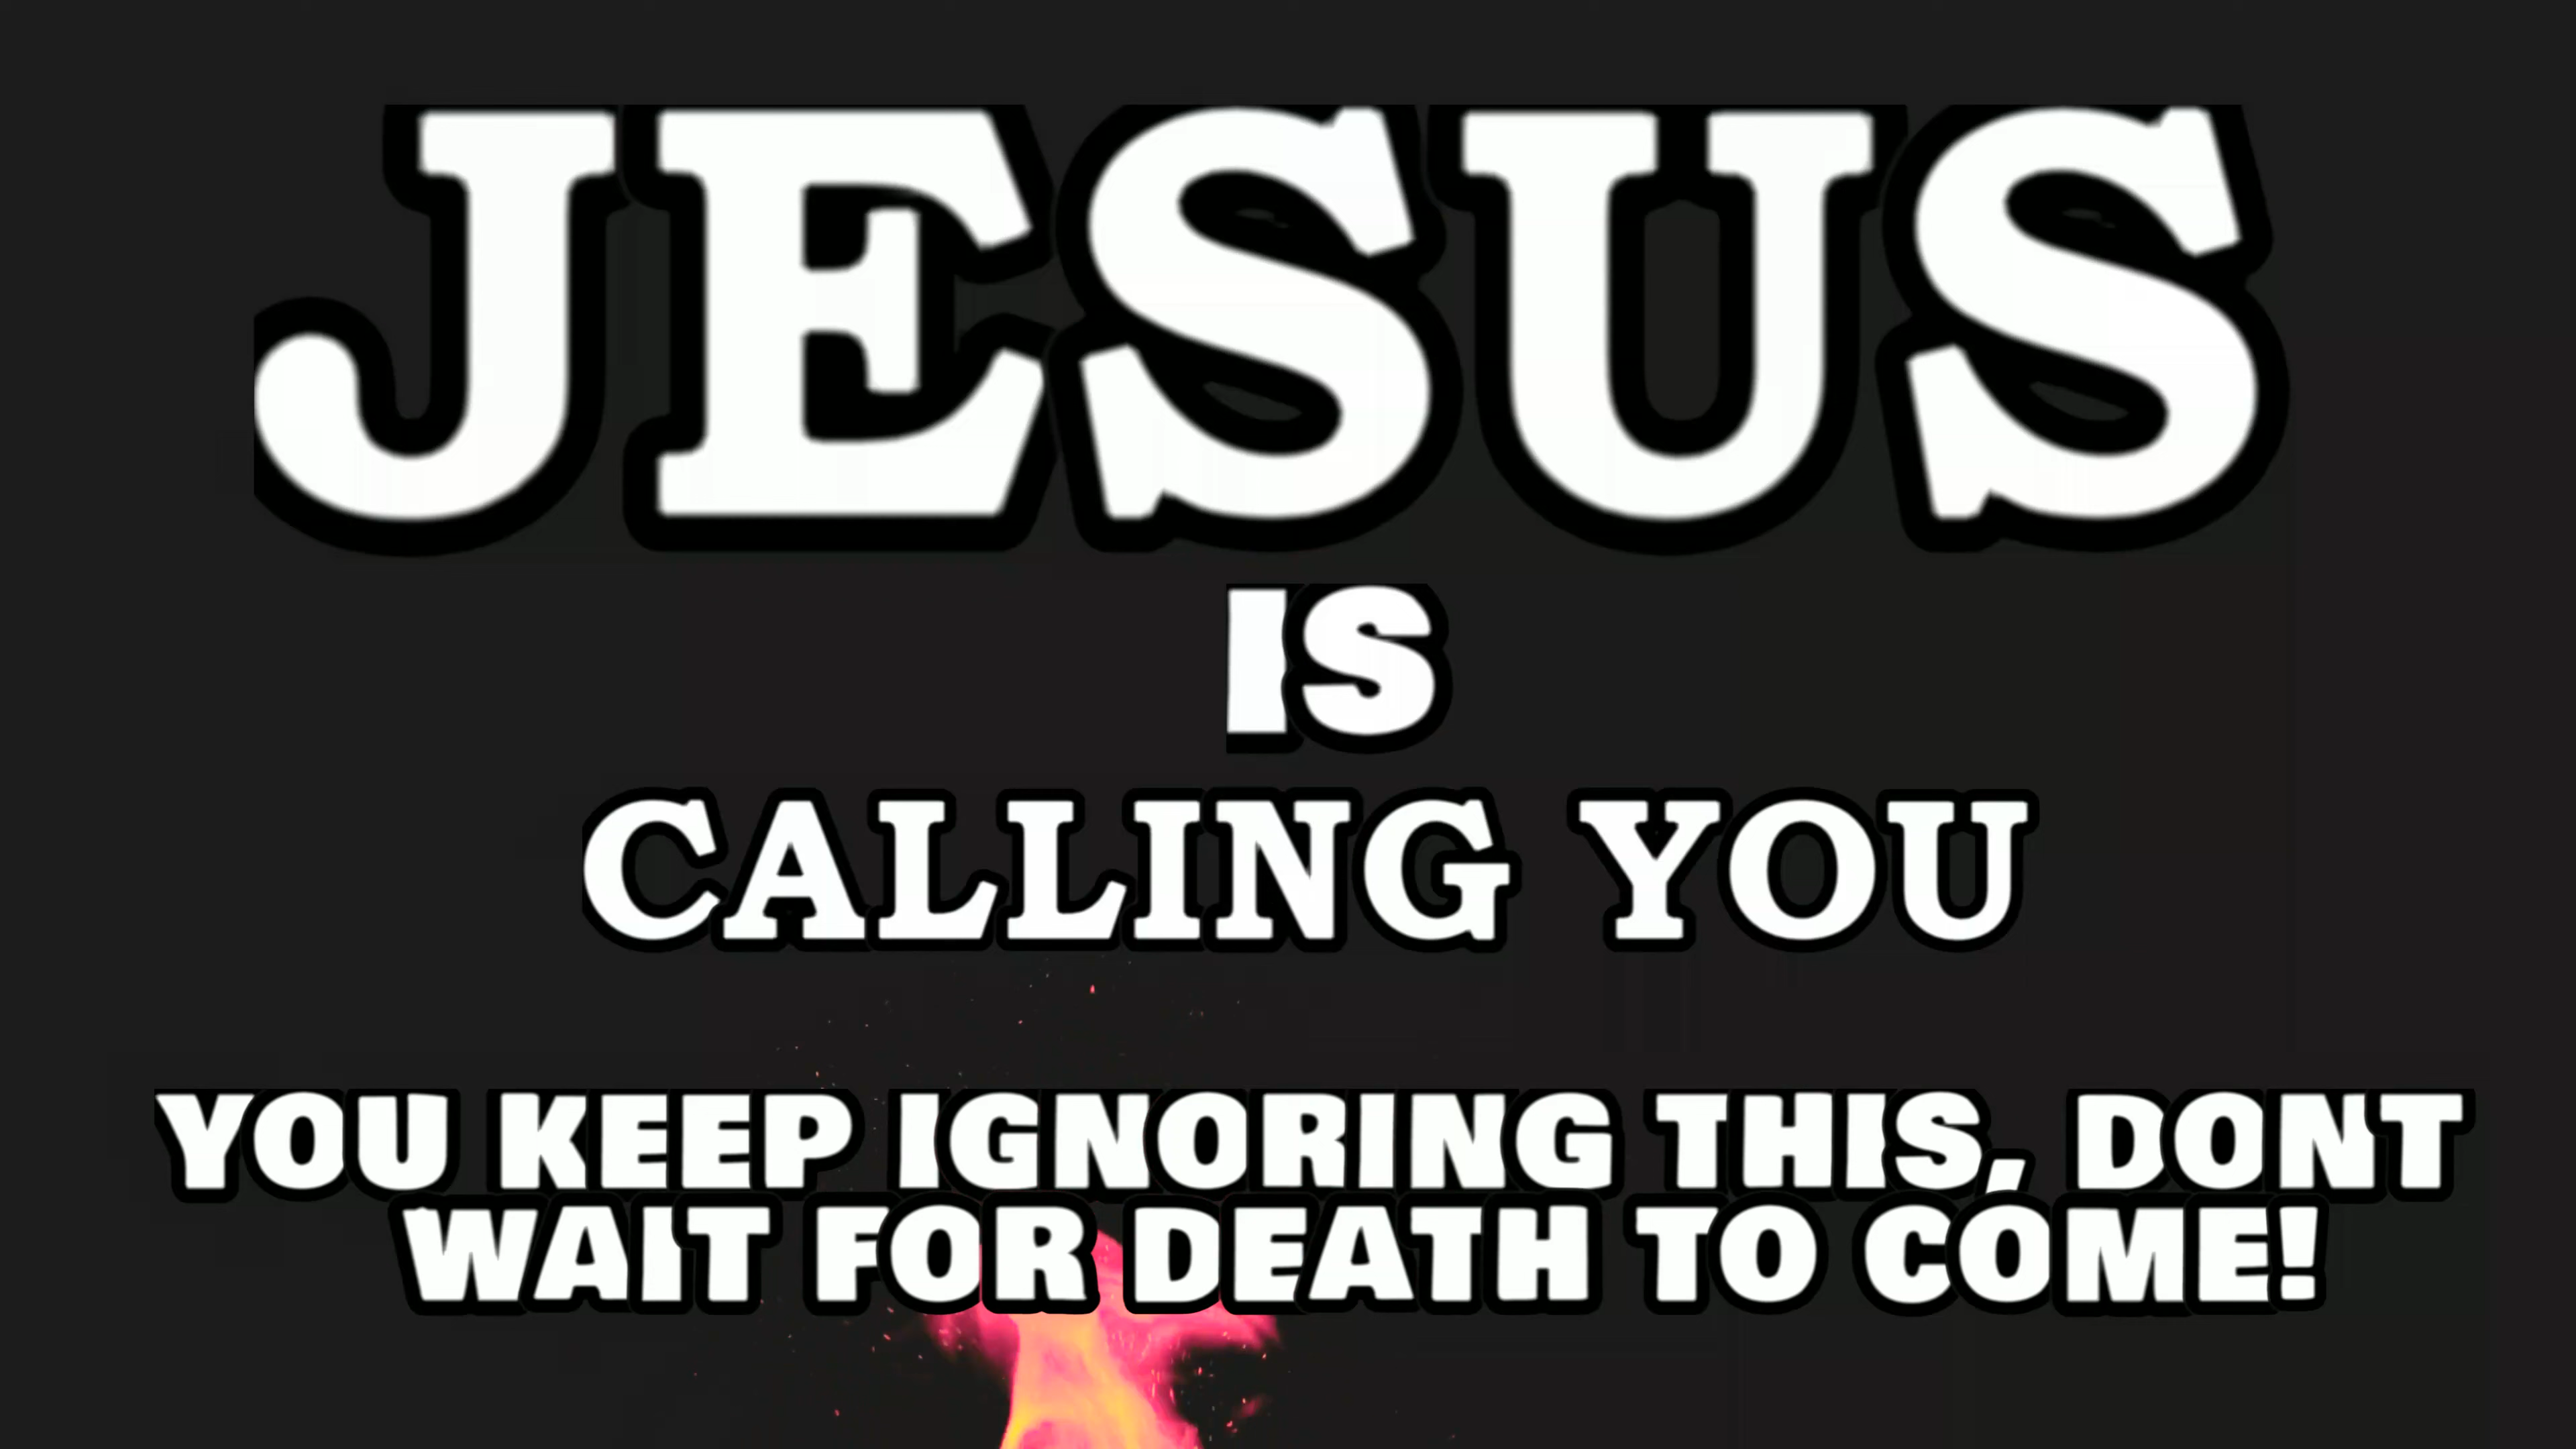 JESUS
IS
CALLING YOU
YOU KEEP IGNORING THIS, DONT
WAIT FOR DEATH TO COME!